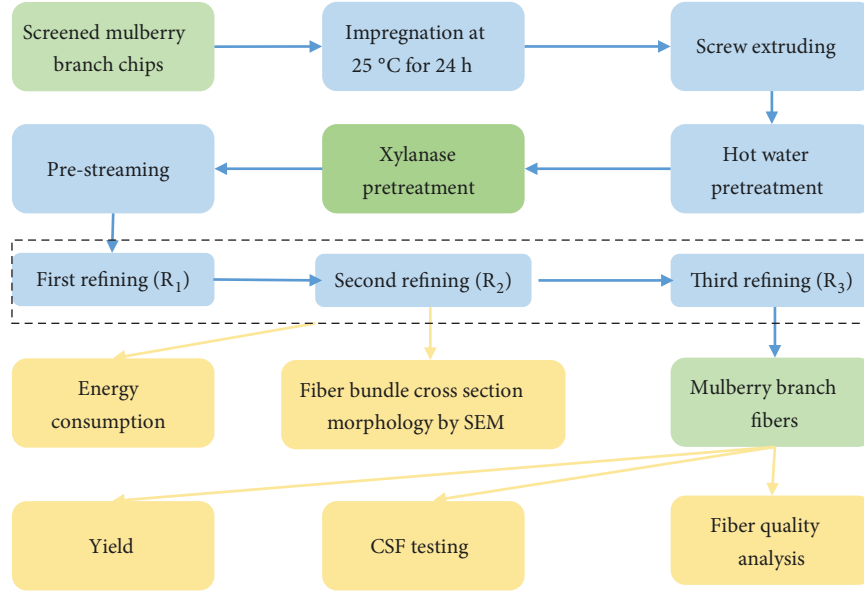 Screened mulberry
branch chips
Impregnation at
25 °C for 24 h
Screw extruding
Pre-streaming
Xylanase
pretreatment
Hot water
pretreatment
First refining (R₁)
Second refining (R₂)
Third refining (R₃)
Energy
consumption
Fiber bundle cross section
morphology by SEM
Mulberry branch
fibers
Yield
CSF testing
Fiber quality
analysis